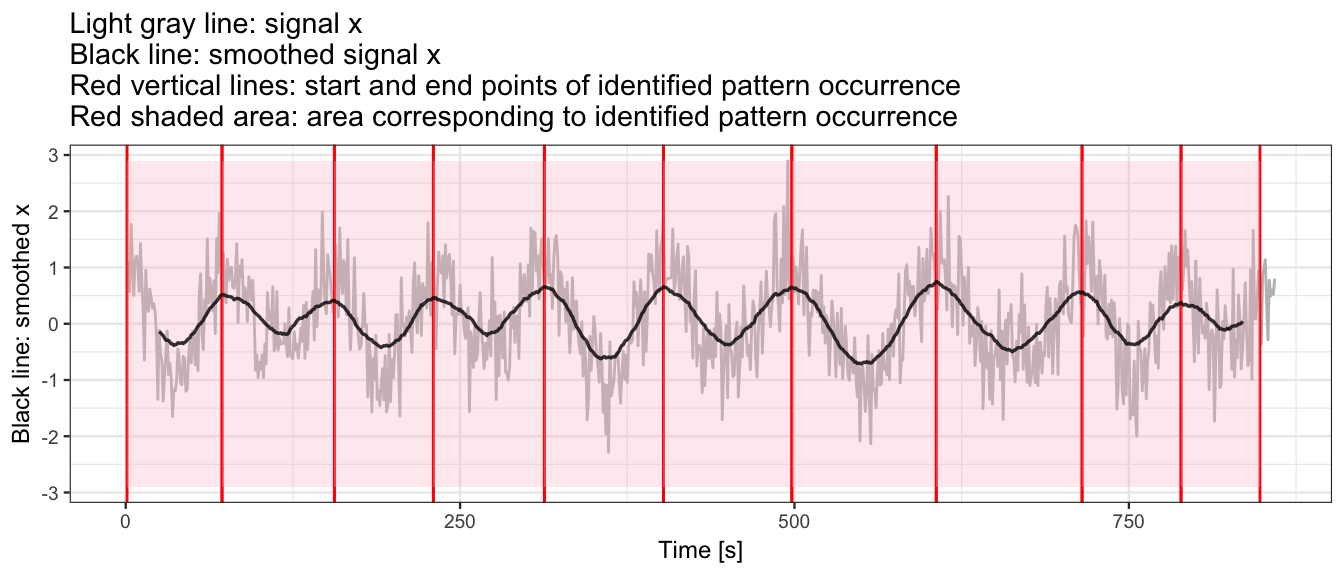 Light gray line: signal x
Black line: smoothed signal x
Red vertical lines: start and end points of identified pattern occurrence
Red shaded area: area corresponding to identified pattern occurrence
Black line: smoothed x
3
2
1
0
-1
-2
-3
0 250 500 750
Time [s]